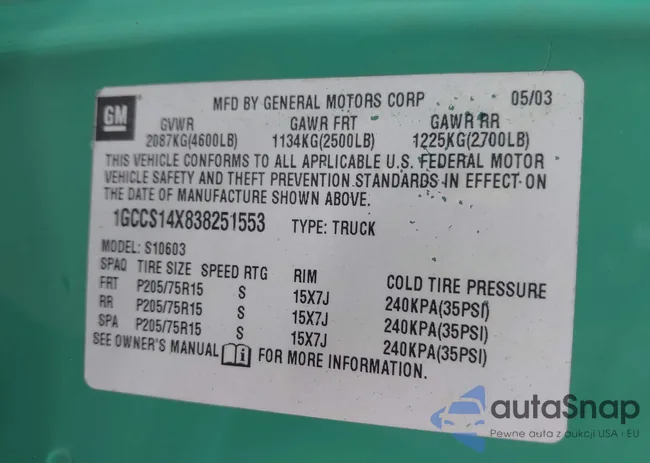 GM
MFD BY GENERAL MOTORS CORP 05/03
GVWR GAWR FRT GAWR RR
2087KG(4600LB) 1134KG(2500LB) 1225KG(2700LB)
THIS VEHICLE CONFORMS TO ALL APPLICABLE U.S. FEDERAL MOTOR
VEHICLE SAFETY AND THEFT PREVENTION STANDARDS IN EFFECT ON
THE DATE OF MANUFACTURE SHOWN ABOVE.
1GCCS14X838251553 TYPE: TRUCK
MODEL: S10603
SPAQ TIRE SIZE SPEED RTG RIM COLD TIRE PRESSURE
FRT P205/75R15 S 15X7J 240KPA(35PSI)
RR P205/75R15 S 15X7J 240KPA(35PSI)
SPA P205/75R15 S 15X7J 240KPA(35PSI)
SEE OWNER'S MANUAL i FOR MORE INFORMATION.
autaSnap
Pewne auta z aukcji USA i EU